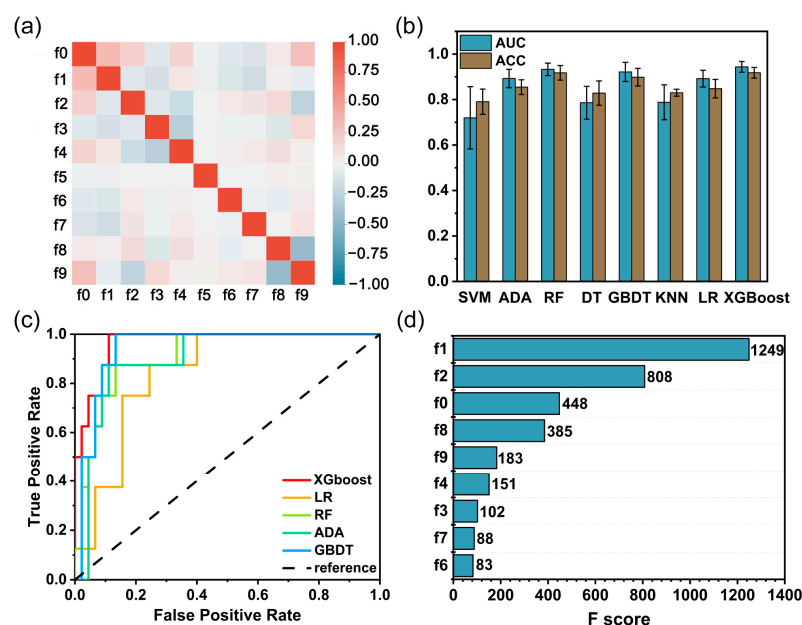 (a)
f0
f1
f2
f3
f4
f5
f6
f7
f8
f9
f0 f1 f2 f3 f4 f5 f6 f7 f8 f9
1.00
0.75
0.50
0.25
0.00
−0.25
−0.50
−0.75
−1.00
(b)
AUC
ACC
1.0
0.8
0.6
0.4
0.2
0.0
SVM ADA RF DT GBDT KNN LR XGBoost
(c)
True Positive Rate
1.0
0.8
0.6
0.4
0.2
0.0
XGboost
LR
RF
ADA
GBDT
reference
0.0 0.2 0.4 0.6 0.8 1.0
False Positive Rate
(d)
f1 1249
f2 808
f0 448
f8 385
f9 183
f4 151
f3 102
f7 88
f6 83
0 200 400 600 800 1000 1200 1400
F score